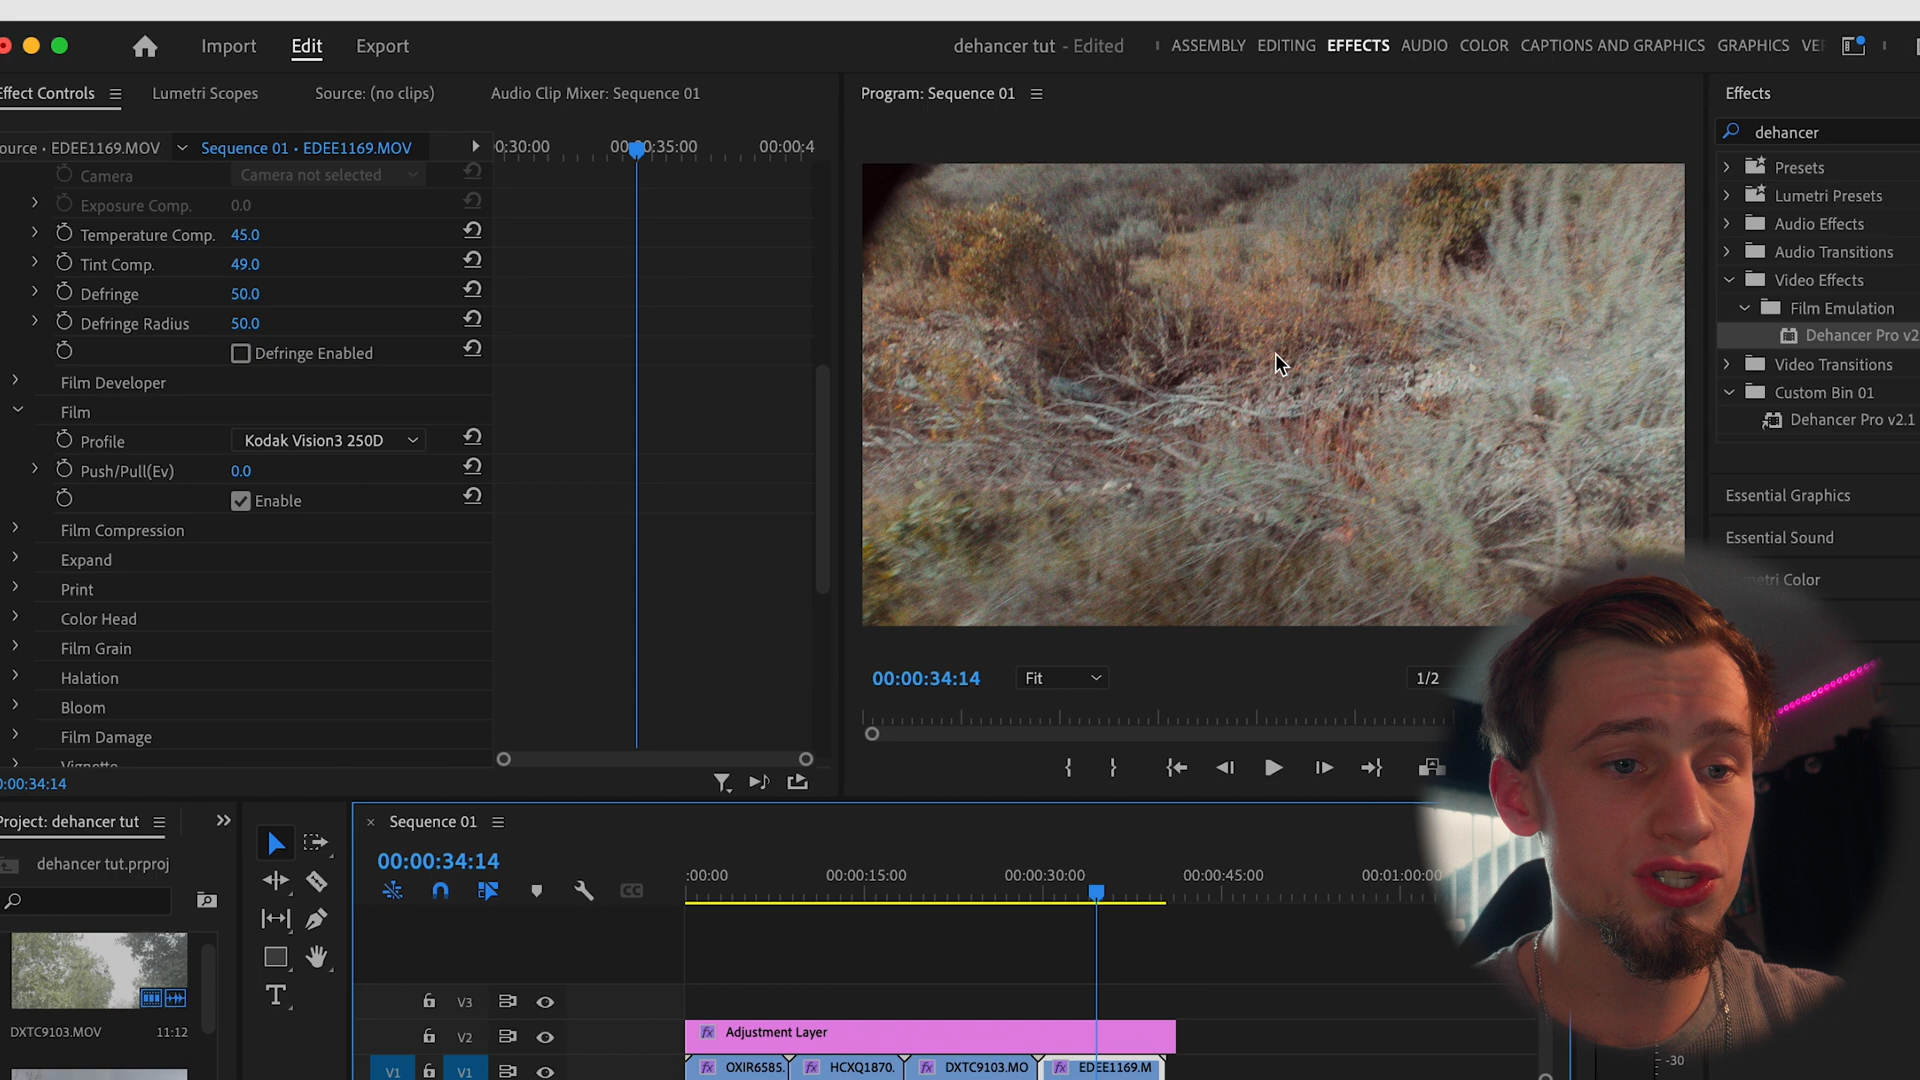 Import
Edit
Export
dehancer tut - Edited
ASSEMBLY
EDITING
EFFECTS
AUDIO
COLOR
CAPTIONS AND GRAPHICS
GRAPHICS
Effect Controls
Lumetri Scopes
Source: (no clips)
Audio Clip Mixer: Sequence 01
Program: Sequence 01
Effects
dehancer
ource • EDEE1169.MOV
Sequence 01 • EDEE1169.MOV
0:30:00
00:00:35:00
00:00:4
Camera
Camera not selected
Exposure Comp.
0.0
Temperature Comp.
45.0
Tint Comp.
49.0
Defringe
50.0
Defringe Radius
50.0
Defringe Enabled
Film Developer
Film
Profile
Kodak Vision3 250D
Push/Pull(Ev)
0.0
Enable
Film Compression
Expand
Print
Color Head
Film Grain
Halation
Bloom
Film Damage
Vignette
Presets
Lumetri Presets
Audio Effects
Audio Transitions
Video Effects
Film Emulation
Dehancer Pro v2
Video Transitions
Custom Bin 01
Dehancer Pro v2.1
Essential Graphics
Essential Sound
metri Color
00:00:34:14
Fit
1/2
0:00:34:14
Project: dehancer tut
dehancer tut.prproj
DXTC9103.MOV
11:12
Sequence 01
00:00:34:14
:00:00
00:00:15:00
00:00:30:00
00:00:45:00
00:01:00:00
V3
V2
Adjustment Layer
V1
V1
OXIR6585.
HCXQ1870.
DXTC9103.MO
EDEE1169.M
-30